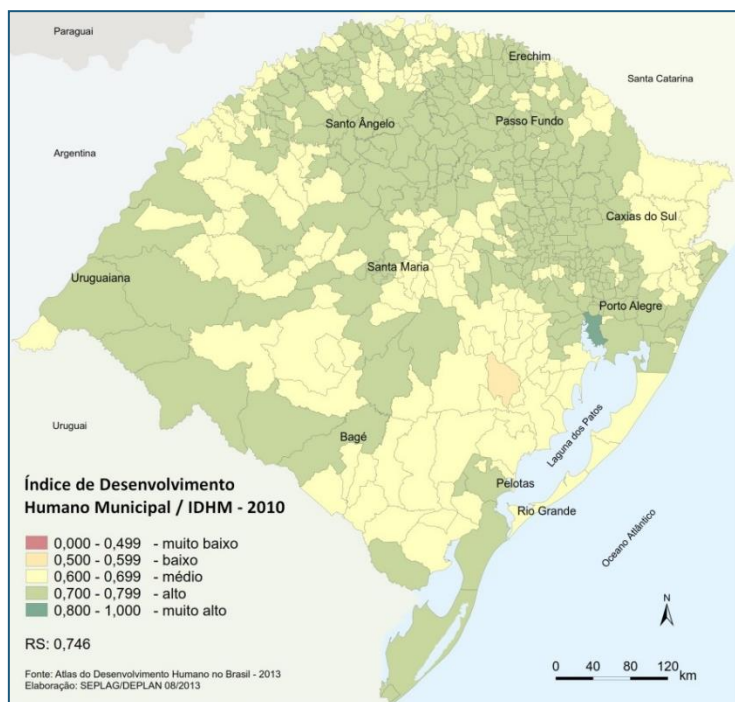 Paraguai
Erechim
Santa Catarina
Santo Ângelo
Passo Fundo
Argentina
Caxias do Sul
Santa Maria
Uruguaiana
Porto Alegre
Uruguai
Bagé
Laguna dos Patos
Pelotas
Rio Grande
Oceano Atlântico
Índice de Desenvolvimento
Humano Municipal / IDHM - 2010
0,000 - 0,499 - muito baixo
0,500 - 0,599 - baixo
0,600 - 0,699 - médio
0,700 - 0,799 - alto
0,800 - 1,000 - muito alto
RS: 0,746
Fonte: Atlas do Desenvolvimento Humano no Brasil - 2013
Elaboração: SEPLAG/DEPLAN 08/2013
N
0 40 80 120
km